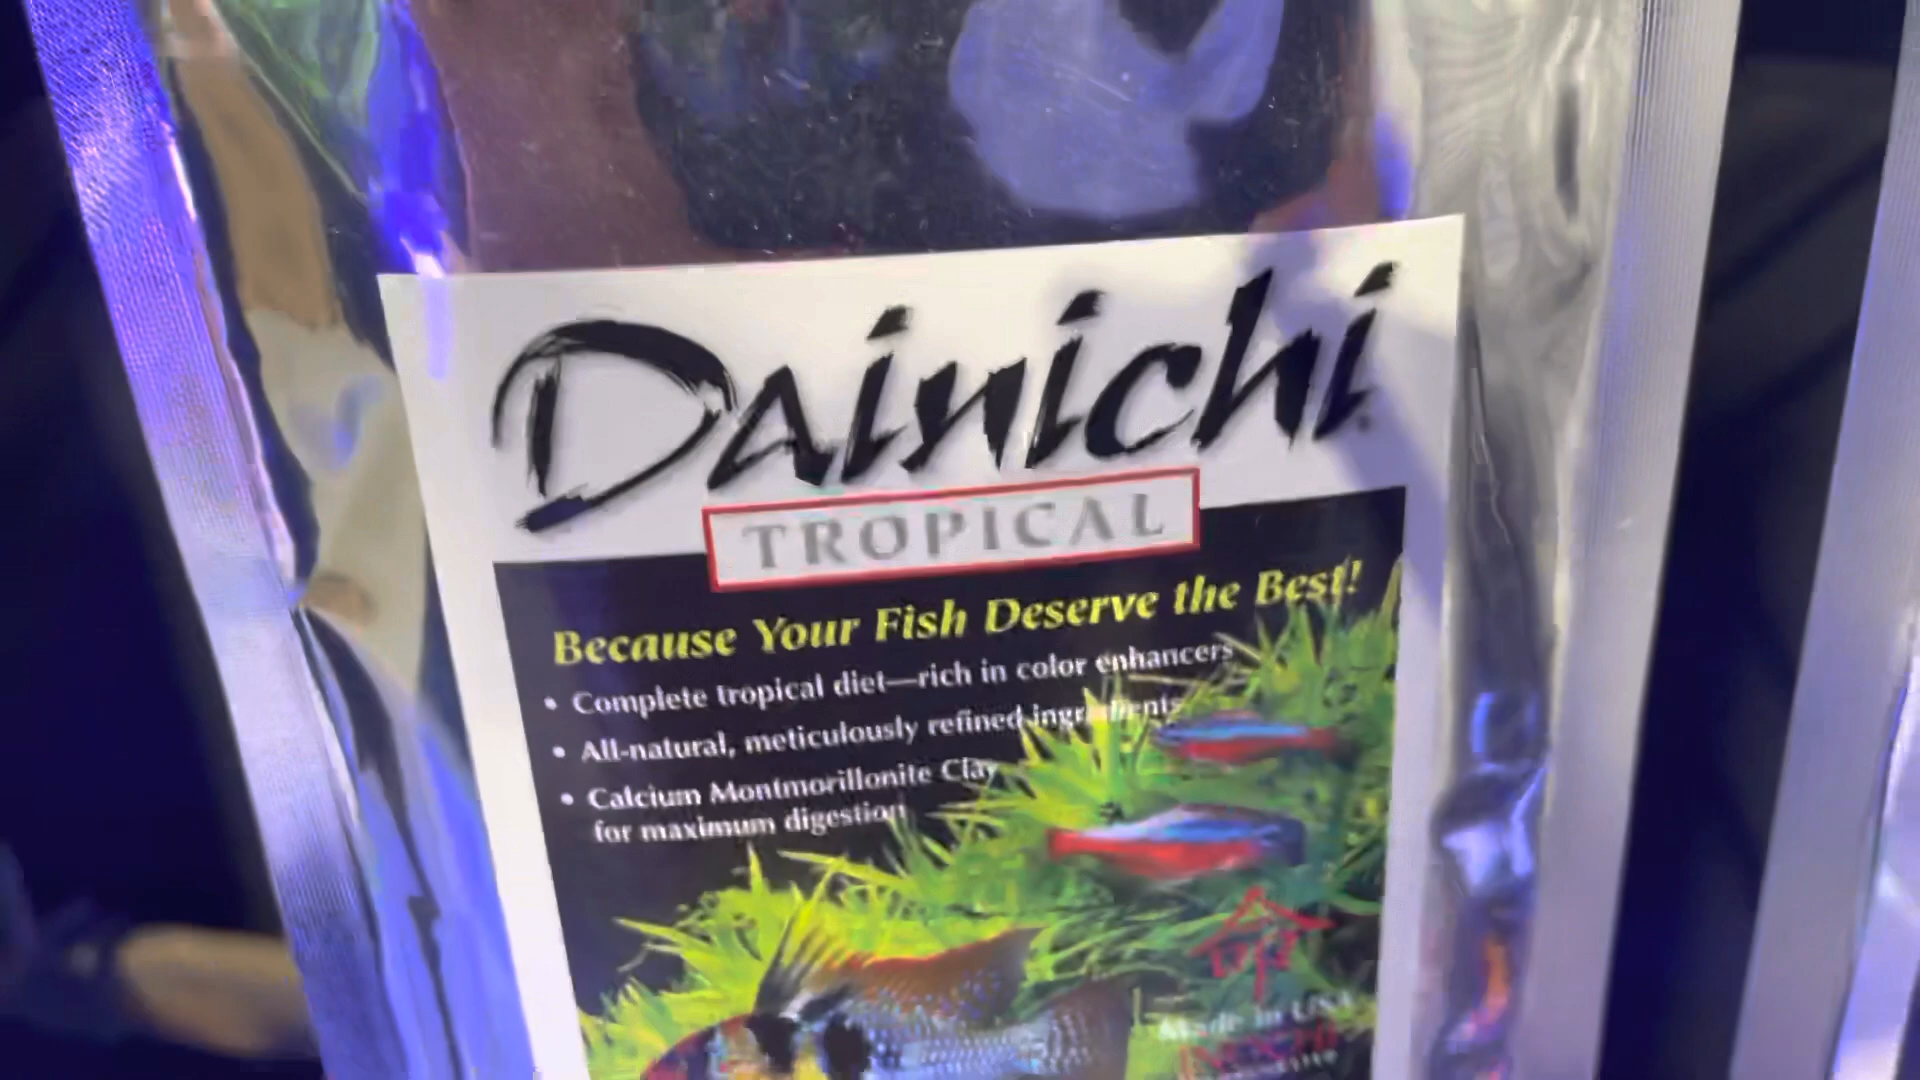 Dainichi
TROPICAL
Because Your Fish Deserve the Best!
• Complete tropical diet—rich in color enhancers
• All-natural, meticulously refined ingredients
• Calcium Montmorillonite Clay
for maximum digestion
命
Made in USA